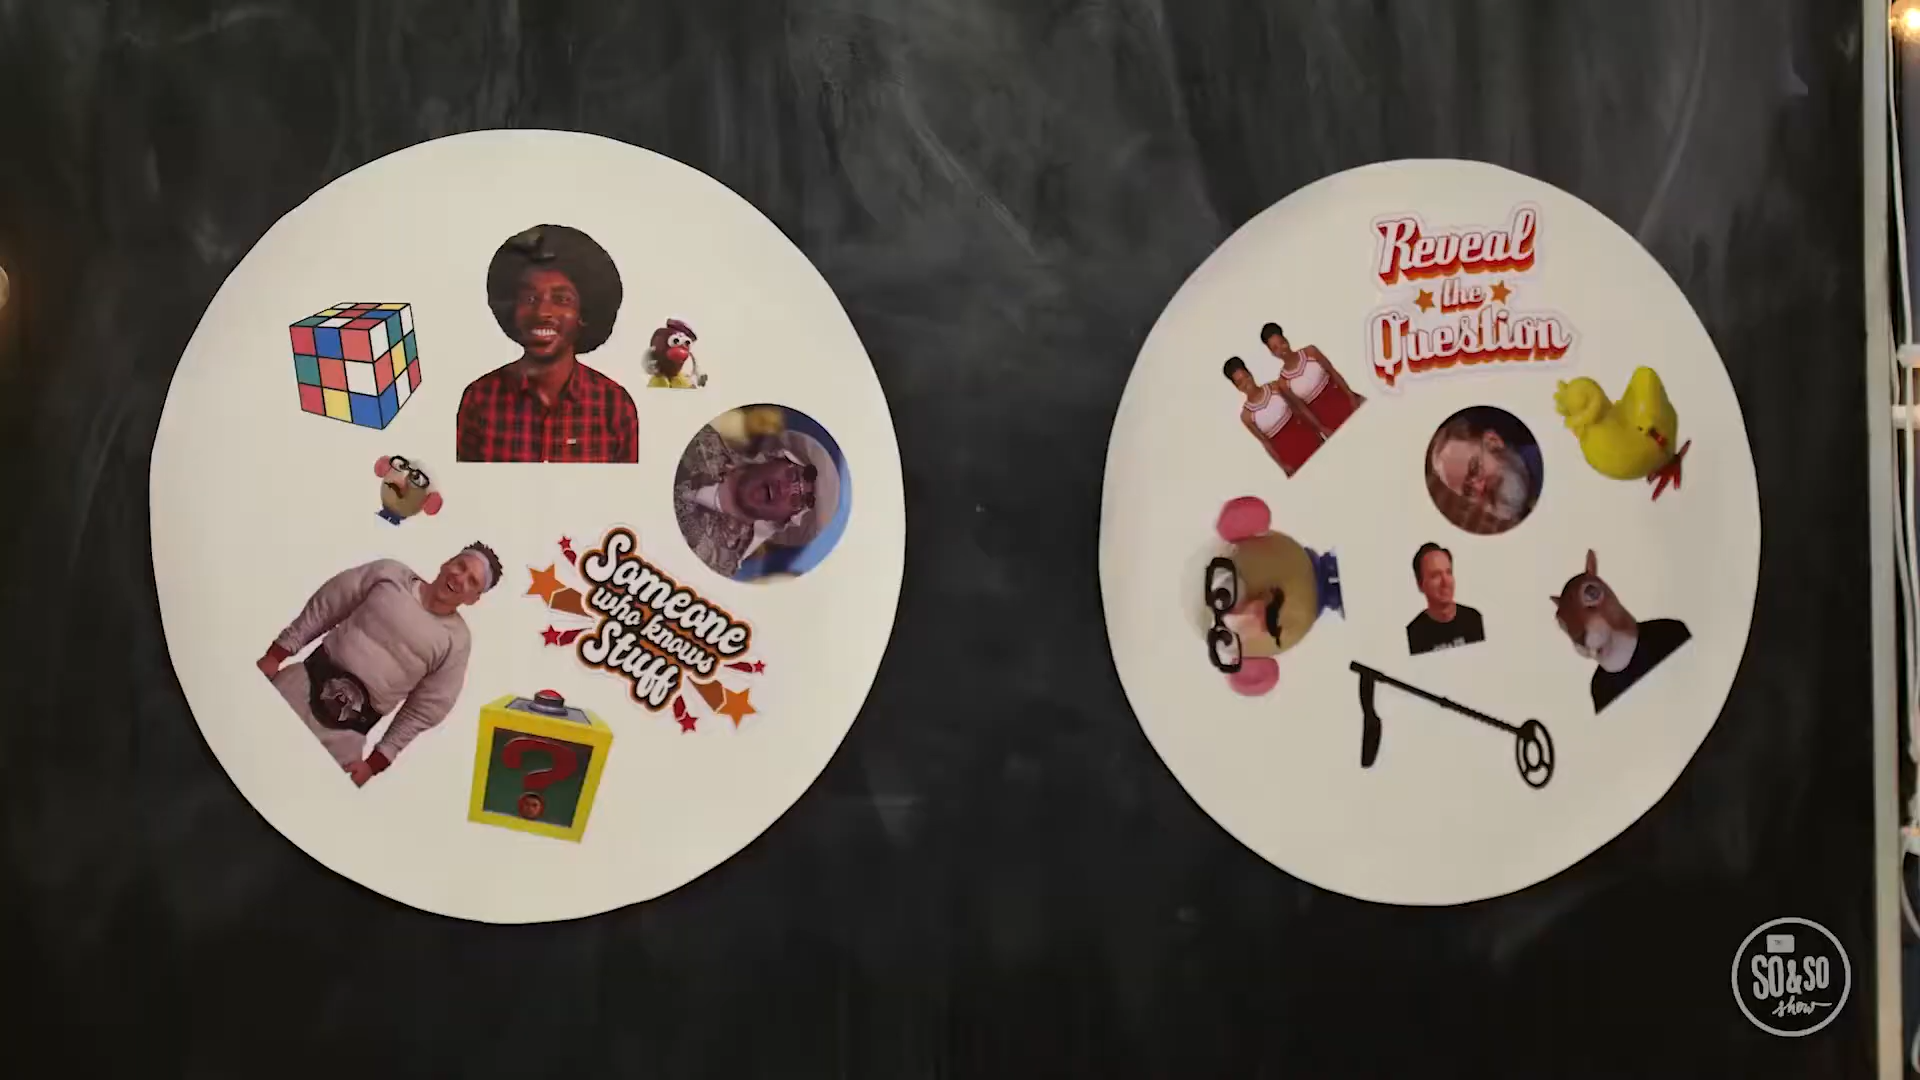 Someone
who knows
Stuff
?
Reveal
the
Question
SO&SO
show